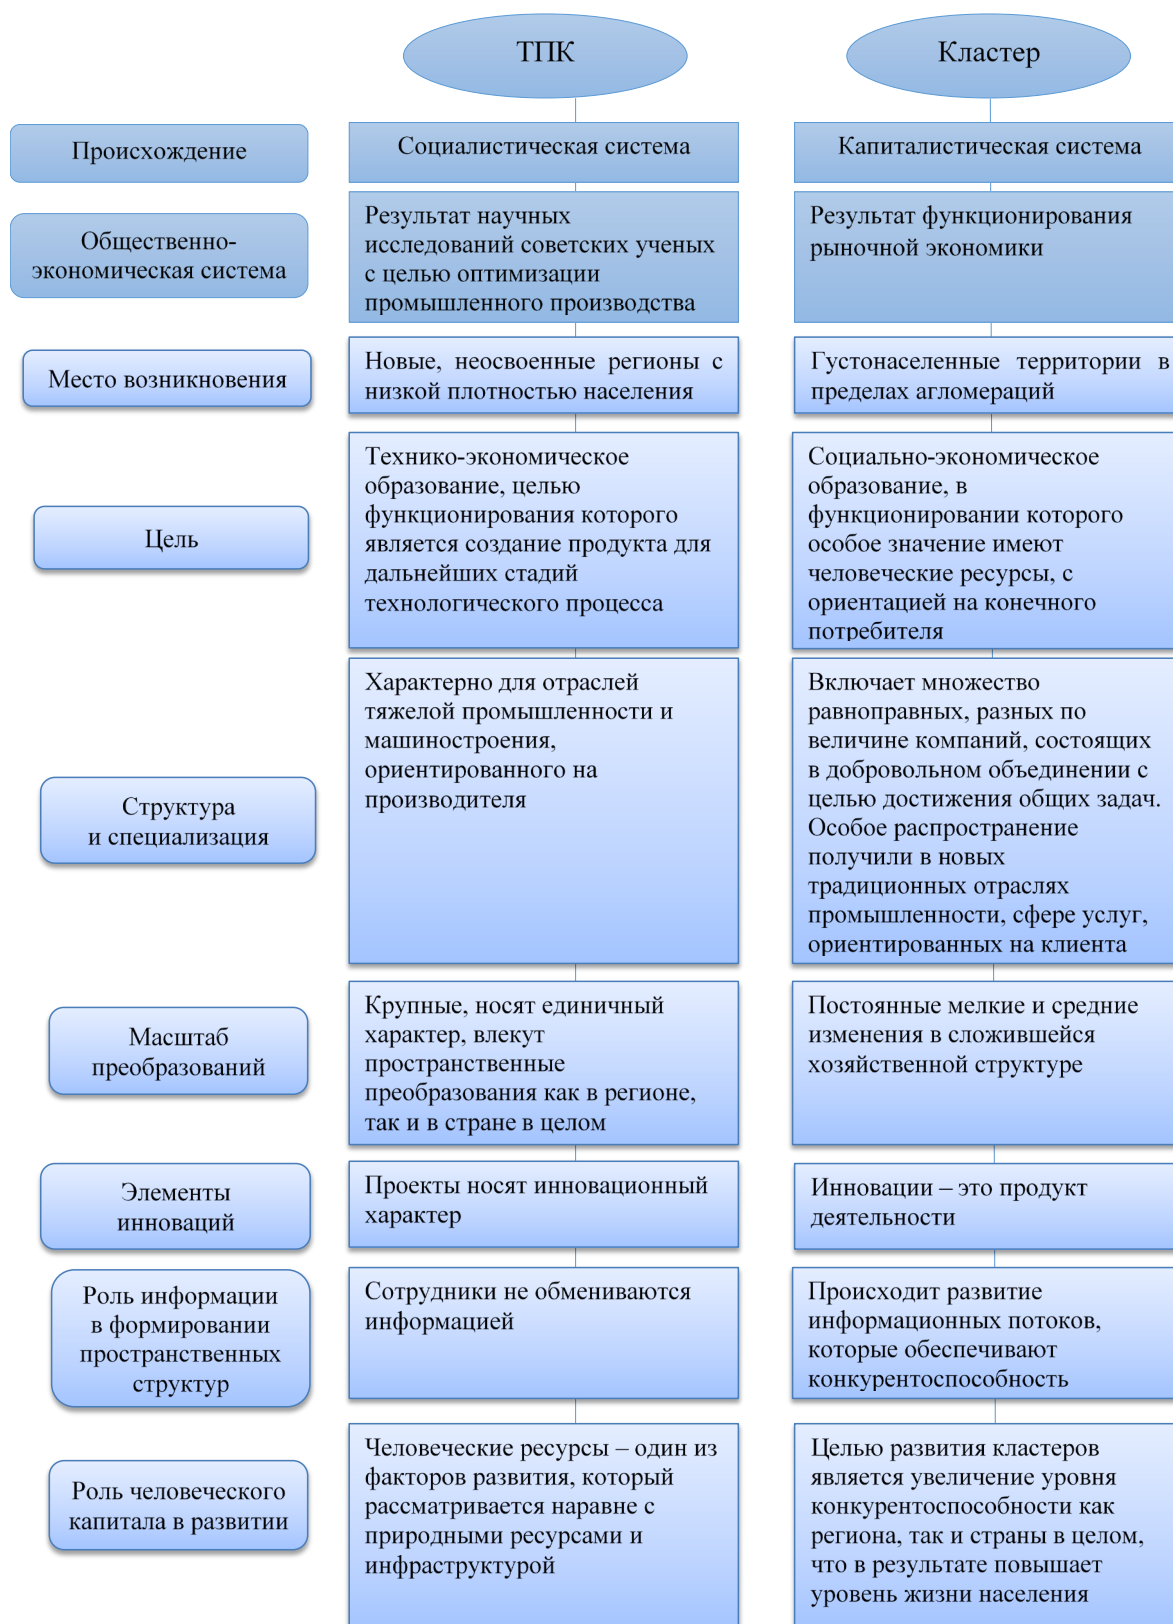 ТПК
Кластер
Происхождение
Социалистическая система
Капиталистическая система
Общественно-
экономическая система
Результат научных
исследований советских ученых
с целью оптимизации
промышленного производства
Результат функционирования
рыночной экономики
Место возникновения
Новые, неосвоенные регионы с
низкой плотностью населения
Густонаселенные территории в
пределах агломераций
Цель
Технико-экономическое
образование, целью
функционирования которого
является создание продукта для
дальнейших стадий
технологического процесса
Социально-экономическое
образование, в
функционировании которого
особое значение имеют
человеческие ресурсы, с
ориентацией на конечного
потребителя
Структура
и специализация
Характерно для отраслей
тяжелой промышленности и
машиностроения,
ориентированного на
производителя
Включает множество
равноправных, разных по
величине компаний, состоящих
в добровольном объединении с
целью достижения общих задач.
Особое распространение
получили в новых
традиционных отраслях
промышленности, сфере услуг,
ориентированных на клиента
Масштаб
преобразований
Крупные, носят единичный
характер, влекут
пространственные
преобразования как в регионе,
так и в стране в целом
Постоянные мелкие и средние
изменения в сложившейся
хозяйственной структуре
Элементы
инноваций
Проекты носят инновационный
характер
Инновации – это продукт
деятельности
Роль информации
в формировании
пространственных
структур
Сотрудники не обмениваются
информацией
Происходит развитие
информационных потоков,
которые обеспечивают
конкурентоспособность
Роль человеческого
капитала в развитии
Человеческие ресурсы – один из
факторов развития, который
рассматривается наравне с
природными ресурсами и
инфраструктурой
Целью развития кластеров
является увеличение уровня
конкурентоспособности как
региона, так и страны в целом,
что в результате повышает
уровень жизни населения